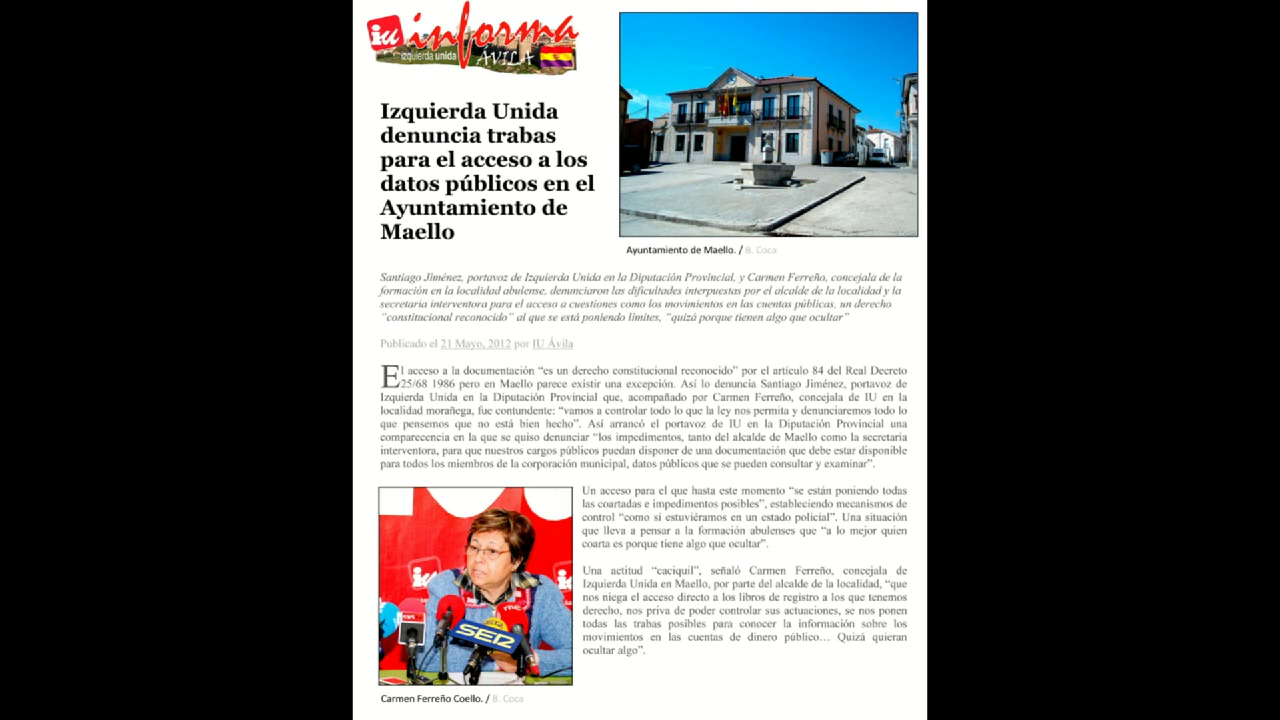 iu informa
izquierda unida ÁVILA
Izquierda Unida
denuncia trabas
para el acceso a los
datos públicos en el
Ayuntamiento de
Maello
Ayuntamiento de Maello. / B. Coca
Santiago Jiménez, portavoz de Izquierda Unida en la Diputación Provincial, y Carmen Ferreño, concejala de la
formación en la localidad abulense, denunciaron las dificultades interpuestas por el alcalde de la localidad y la
secretaria interventora para el acceso a cuestiones como los movimientos en las cuentas públicas, un derecho
“constitucional reconocido” al que se está poniendo límites, “quizá porque tienen algo que ocultar”
Publicado el 21 Mayo, 2012 por IU Ávila
El acceso a la documentación “es un derecho constitucional reconocido” por el artículo 84 del Real Decreto
25/68 1986 pero en Maello parece existir una excepción. Así lo denuncia Santiago Jiménez, portavoz de
Izquierda Unida en la Diputación Provincial que, acompañado por Carmen Ferreño, concejala de IU en la
localidad morañega, fue contundente: “vamos a controlar todo lo que la ley nos permita y denunciaremos todo lo
que pensemos que no está bien hecho”. Así arrancó el portavoz de IU en la Diputación Provincial una
comparecencia en la que se quiso denunciar “los impedimentos, tanto del alcalde de Maello como la secretaria
interventora, para que nuestros cargos públicos puedan disponer de una documentación que debe estar disponible
para todos los miembros de la corporación municipal, datos públicos que se pueden consultar y examinar”.
Un acceso para el que hasta este momento “se están poniendo todas
las coartadas e impedimentos posibles”, estableciendo mecanismos de
control “como si estuviéramos en un estado policial”. Una situación
que lleva a pensar a la formación abulenses que “a lo mejor quien
coarta es porque tiene algo que ocultar”.
Una actitud “caciquil”, señaló Carmen Ferreño, concejala de
Izquierda Unida en Maello, por parte del alcalde de la localidad, “que
nos niega el acceso directo a los libros de registro a los que tenemos
derecho, nos priva de poder controlar sus actuaciones, se nos ponen
todas las trabas posibles para conocer la información sobre los
movimientos en las cuentas de dinero público… Quizá quieran
ocultar algo”.
iu
SER
Carmen Ferreño Coello. / B. Coca